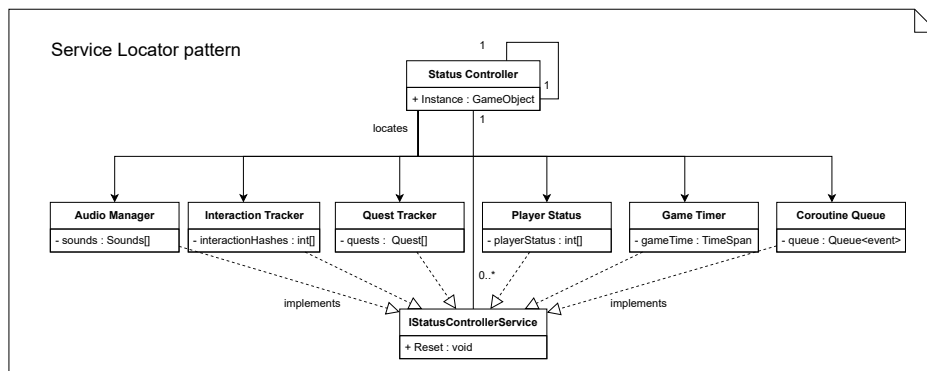 Service Locator pattern
1
Status Controller
1
+ Instance : GameObject
1
locates
Audio Manager
- sounds : Sounds[]
Interaction Tracker
- interactionHashes : int[]
Quest Tracker
- quests : Quest[]
Player Status
- playerStatus : int[]
Game Timer
- gameTime : TimeSpan
Coroutine Queue
- queue : Queue<event>
0..*
implements
implements
IStatusControllerService
+ Reset : void